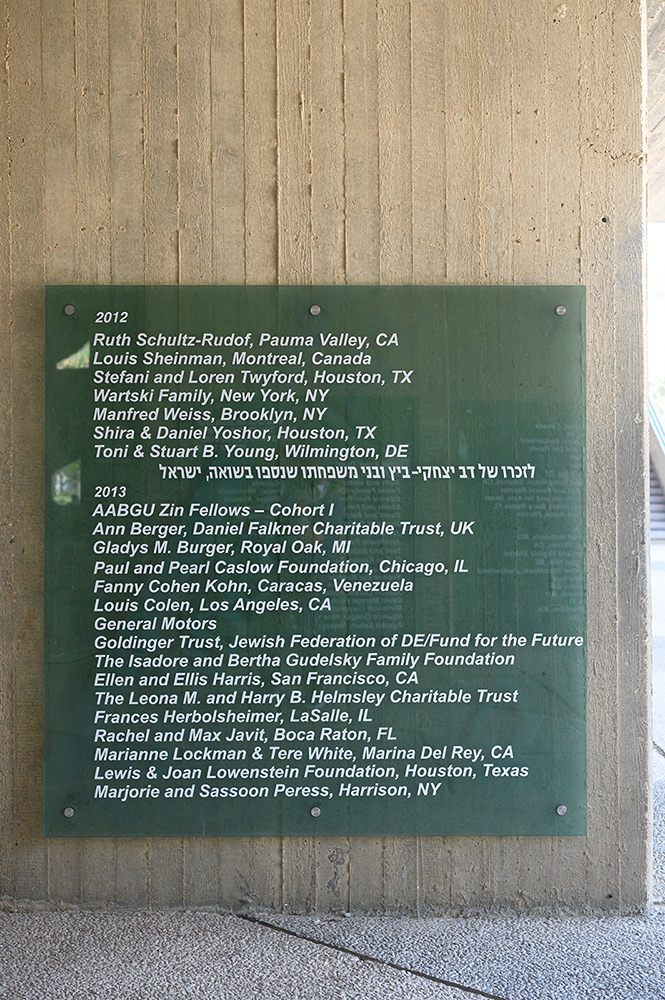 2012
Ruth Schultz-Rudof, Pauma Valley, CA
Louis Sheinman, Montreal, Canada
Stefani and Loren Twyford, Houston, TX
Wartski Family, New York, NY
Manfred Weiss, Brooklyn, NY
Shira & Daniel Yoshor, Houston, TX
Toni & Stuart B. Young, Wilmington, DE
לזכרו של דב יצחקי-ביץ ובני משפחתו שנספו בשואה, ישראל
2013
AABGU Zin Fellows – Cohort I
Ann Berger, Daniel Falkner Charitable Trust, UK
Gladys M. Burger, Royal Oak, MI
Paul and Pearl Caslow Foundation, Chicago, IL
Fanny Cohen Kohn, Caracas, Venezuela
Louis Colen, Los Angeles, CA
General Motors
Goldinger Trust, Jewish Federation of DE/Fund for the Future
The Isadore and Bertha Gudelsky Family Foundation
Ellen and Ellis Harris, San Francisco, CA
The Leona M. and Harry B. Helmsley Charitable Trust
Frances Herbolsheimer, LaSalle, IL
Rachel and Max Javit, Boca Raton, FL
Marianne Lockman & Tere White, Marina Del Rey, CA
Lewis & Joan Lowenstein Foundation, Houston, Texas
Marjorie and Sassoon Peress, Harrison, NY